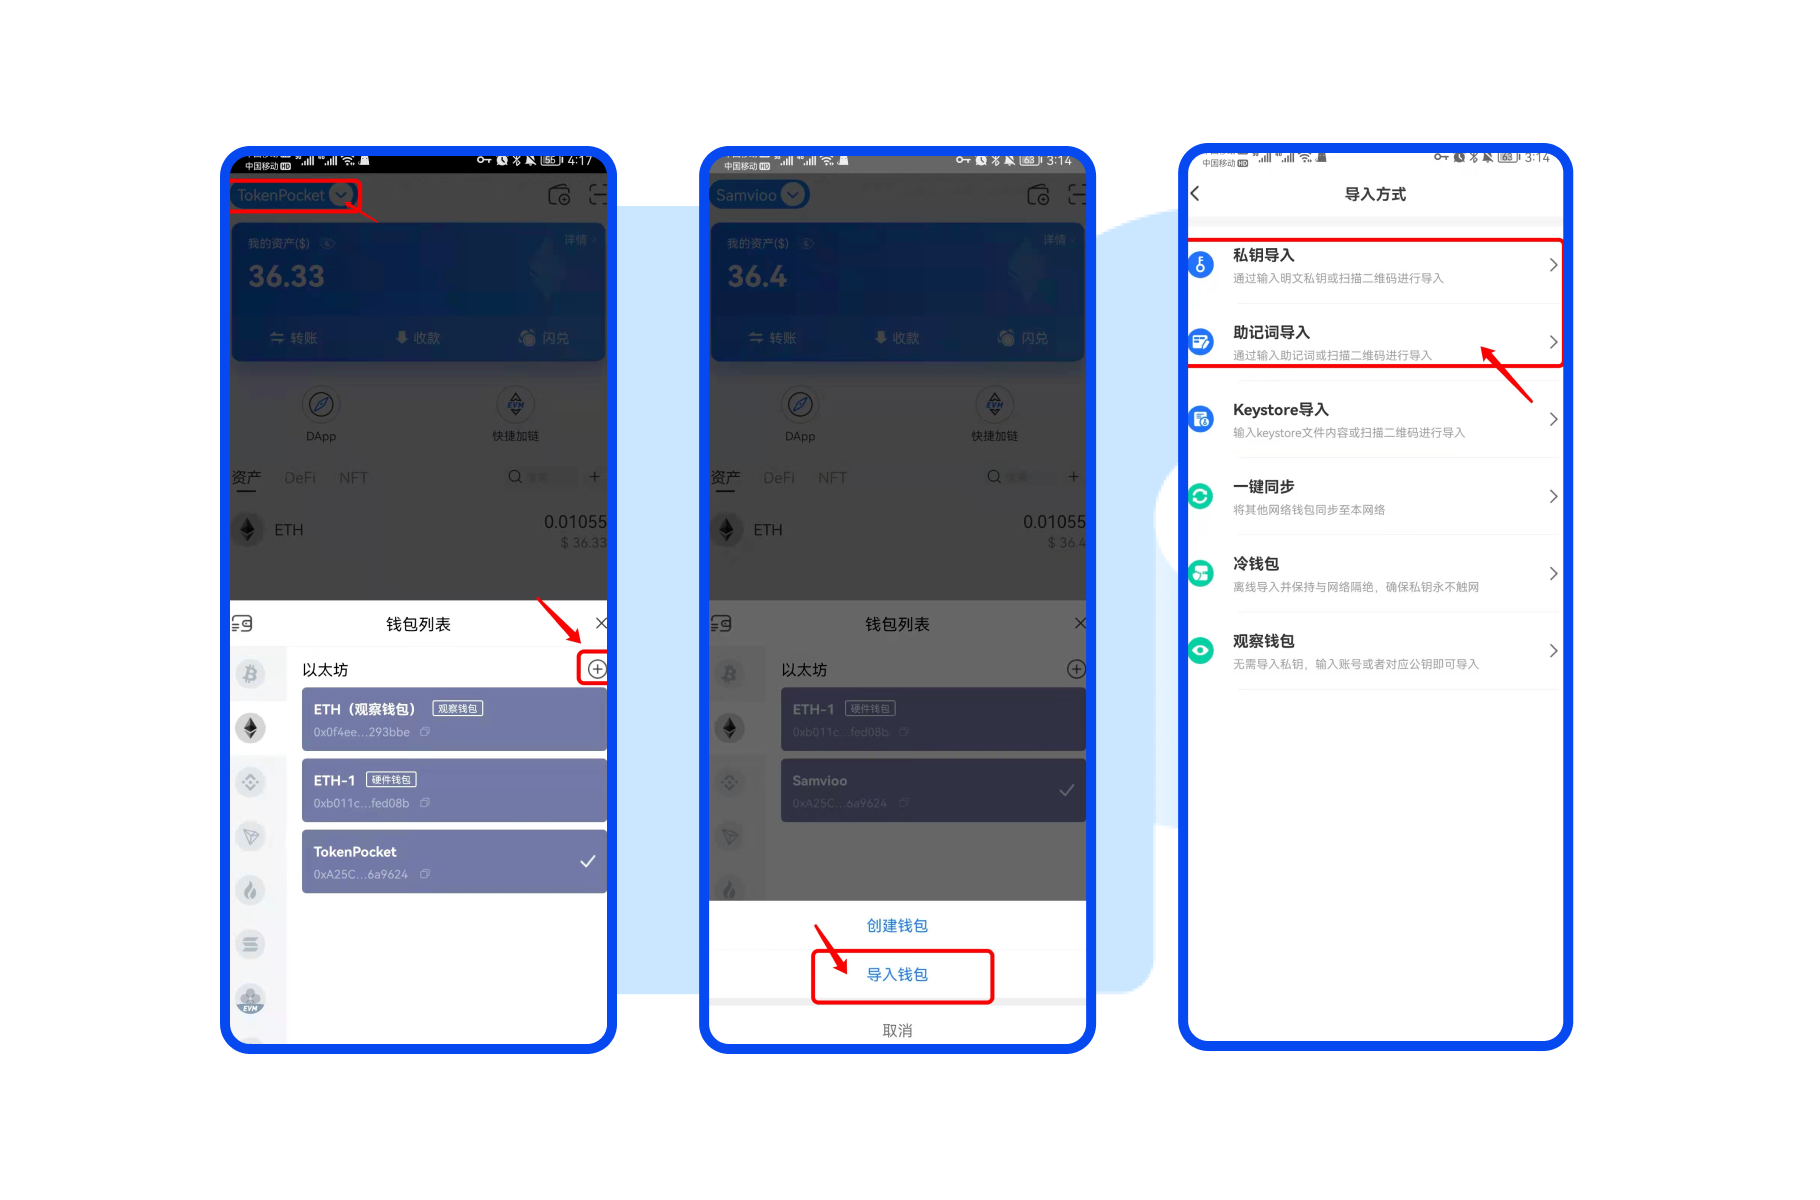 中国移动 HD
55
4:17
TokenPocket
我的资产($)
详情
36.33
转账
收款
闪兑
EVM
DApp
快捷加链
资产
DeFi
NFT
ETH
0.01055
$ 36.33
钱包列表
以太坊
ETH（观察钱包）
观察钱包
0x0f4ee...293bbe
ETH-1
硬件钱包
0xb011c...fed08b
TokenPocket
0xA25C...6a9624
EVM
中国移动 HD
63
3:14
Samvioo
我的资产($)
详情
36.4
转账
收款
闪兑
EVM
DApp
快捷加链
资产
DeFi
NFT
ETH
0.01055
$ 36.4
钱包列表
以太坊
ETH-1
硬件钱包
0xb011c...fed08b
Samvioo
0xA25C...6a9624
创建钱包
导入钱包
取消
中国移动 HD
63
3:14
导入方式
私钥导入
通过输入明文私钥或扫描二维码进行导入
助记词导入
通过输入助记词或扫描二维码进行导入
Keystore导入
输入keystore文件内容或扫描二维码进行导入
一键同步
将其他网络钱包同步至本网络
冷钱包
离线导入并保持与网络隔绝，确保私钥永不触网
观察钱包
无需导入私钥，输入账号或者对应公钥即可导入